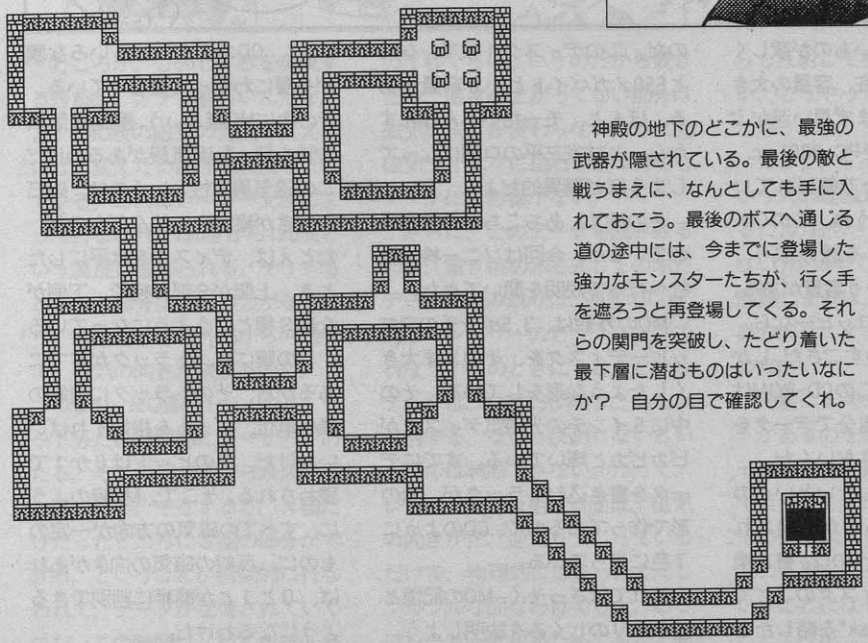 神殿の地下のどこかに、最強の
武器が隠されている。最後の敵と
戦うまえに、なんとしても手に入
れておこう。最後のボスへ通じる
道の途中には、今までに登場した
強力なモンスターたちが、行く手
を遮ろうと再登場してくる。それ
らの関門を突破し、たどり着いた
最下層に潜むものはいったいなに
か？　自分の目で確認してくれ。